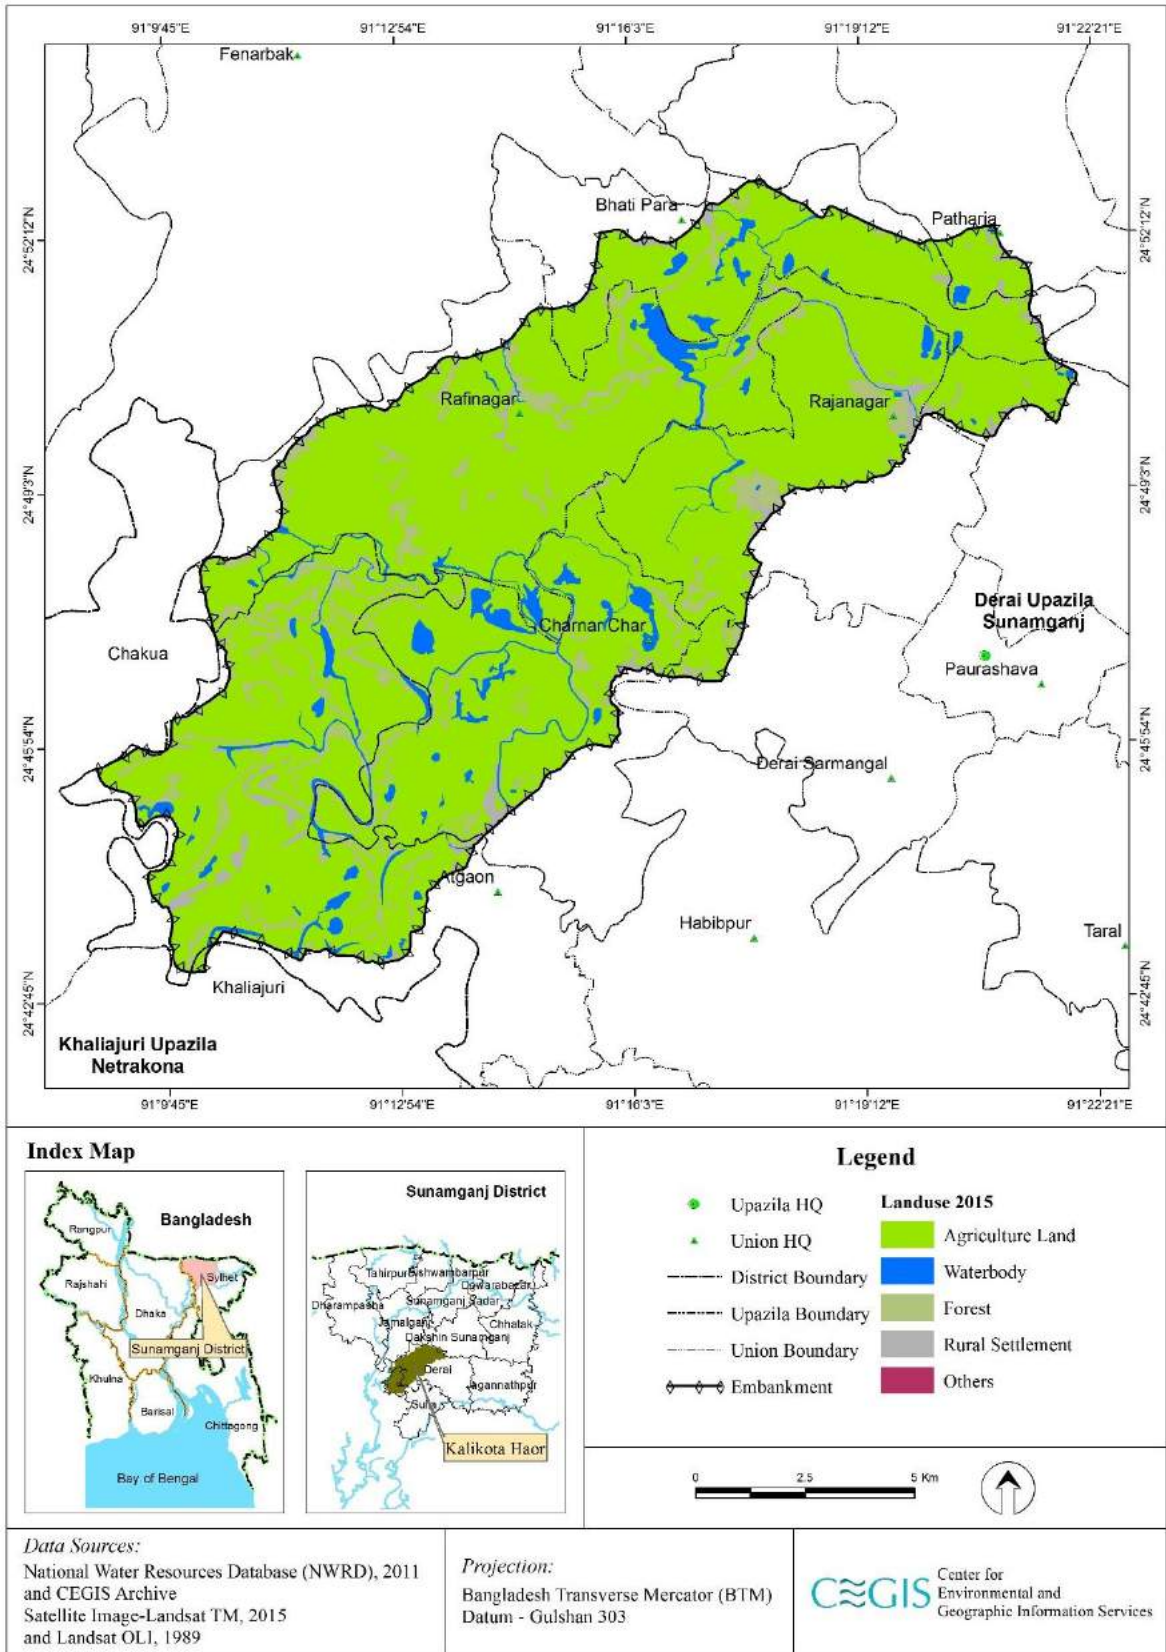 91°9'45"E
91°12'54"E
91°16'3"E
91°19'12"E
91°22'21"E
Fenarbak
Bhati Para
Patharia
24°52'12"N
24°52'12"N
Rafinagar
Rajanagar
24°49'3"N
24°49'3"N
Derai Upazila
Sunamganj
Charnan Char
Chakua
Paurashava
24°45'54"N
24°45'54"N
Derai Sarmangal
Atgaon
Habibpur
Taral
Khaliajuri
24°42'45"N
24°42'45"N
Khaliajuri Upazila
Netrakona
91°9'45"E
91°12'54"E
91°16'3"E
91°19'12"E
91°22'21"E
Index Map
Bangladesh
Rangpur
Rajshahi
Sylhet
Dhaka
Sunamganj District
Khulna
Barisal
Chittagong
Bay of Bengal
Sunamganj District
Tahirpur
Bishwambarpur
Dowarabazar
Dharampasha
Sunamganj Sadar
Jamalganj
Chhatak
Dakshin Sunamganj
Derai
Jagannathpur
Sulla
Kalikota Haor
Legend
Upazila HQ
Union HQ
District Boundary
Upazila Boundary
Union Boundary
Embankment
Landuse 2015
Agriculture Land
Waterbody
Forest
Rural Settlement
Others
0 2.5 5 Km
Data Sources:
National Water Resources Database (NWRD), 2011
and CEGIS Archive
Satellite Image-Landsat TM, 2015
and Landsat OLI, 1989
Projection:
Bangladesh Transverse Mercator (BTM)
Datum - Gulshan 303
CEGIS
Center for
Environmental and
Geographic Information Services